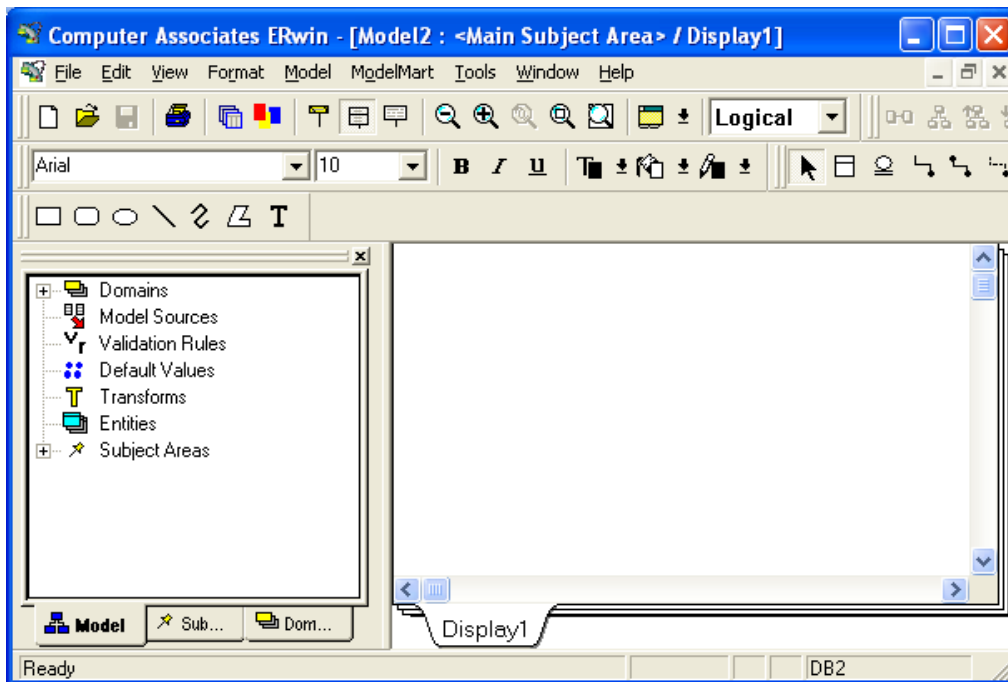 Computer Associates ERwin - [Model2 : <Main Subject Area> / Display1]
File Edit View Format Model ModelMart Tools Window Help
Logical
Arial 10 B I U T
T
Domains
Model Sources
Validation Rules
Default Values
Transforms
Entities
Subject Areas
Model Sub... Dom...
Display1
Ready DB2